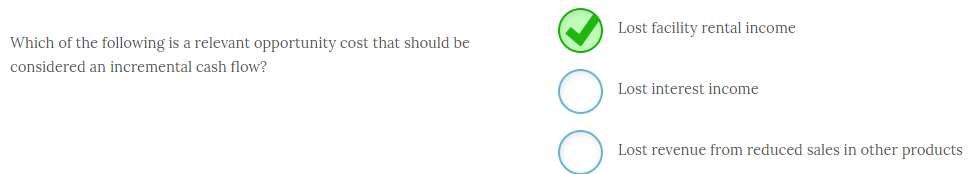 Which of the following is a relevant opportunity cost that should be
considered an incremental cash flow?
Lost facility rental income
Lost interest income
Lost revenue from reduced sales in other products